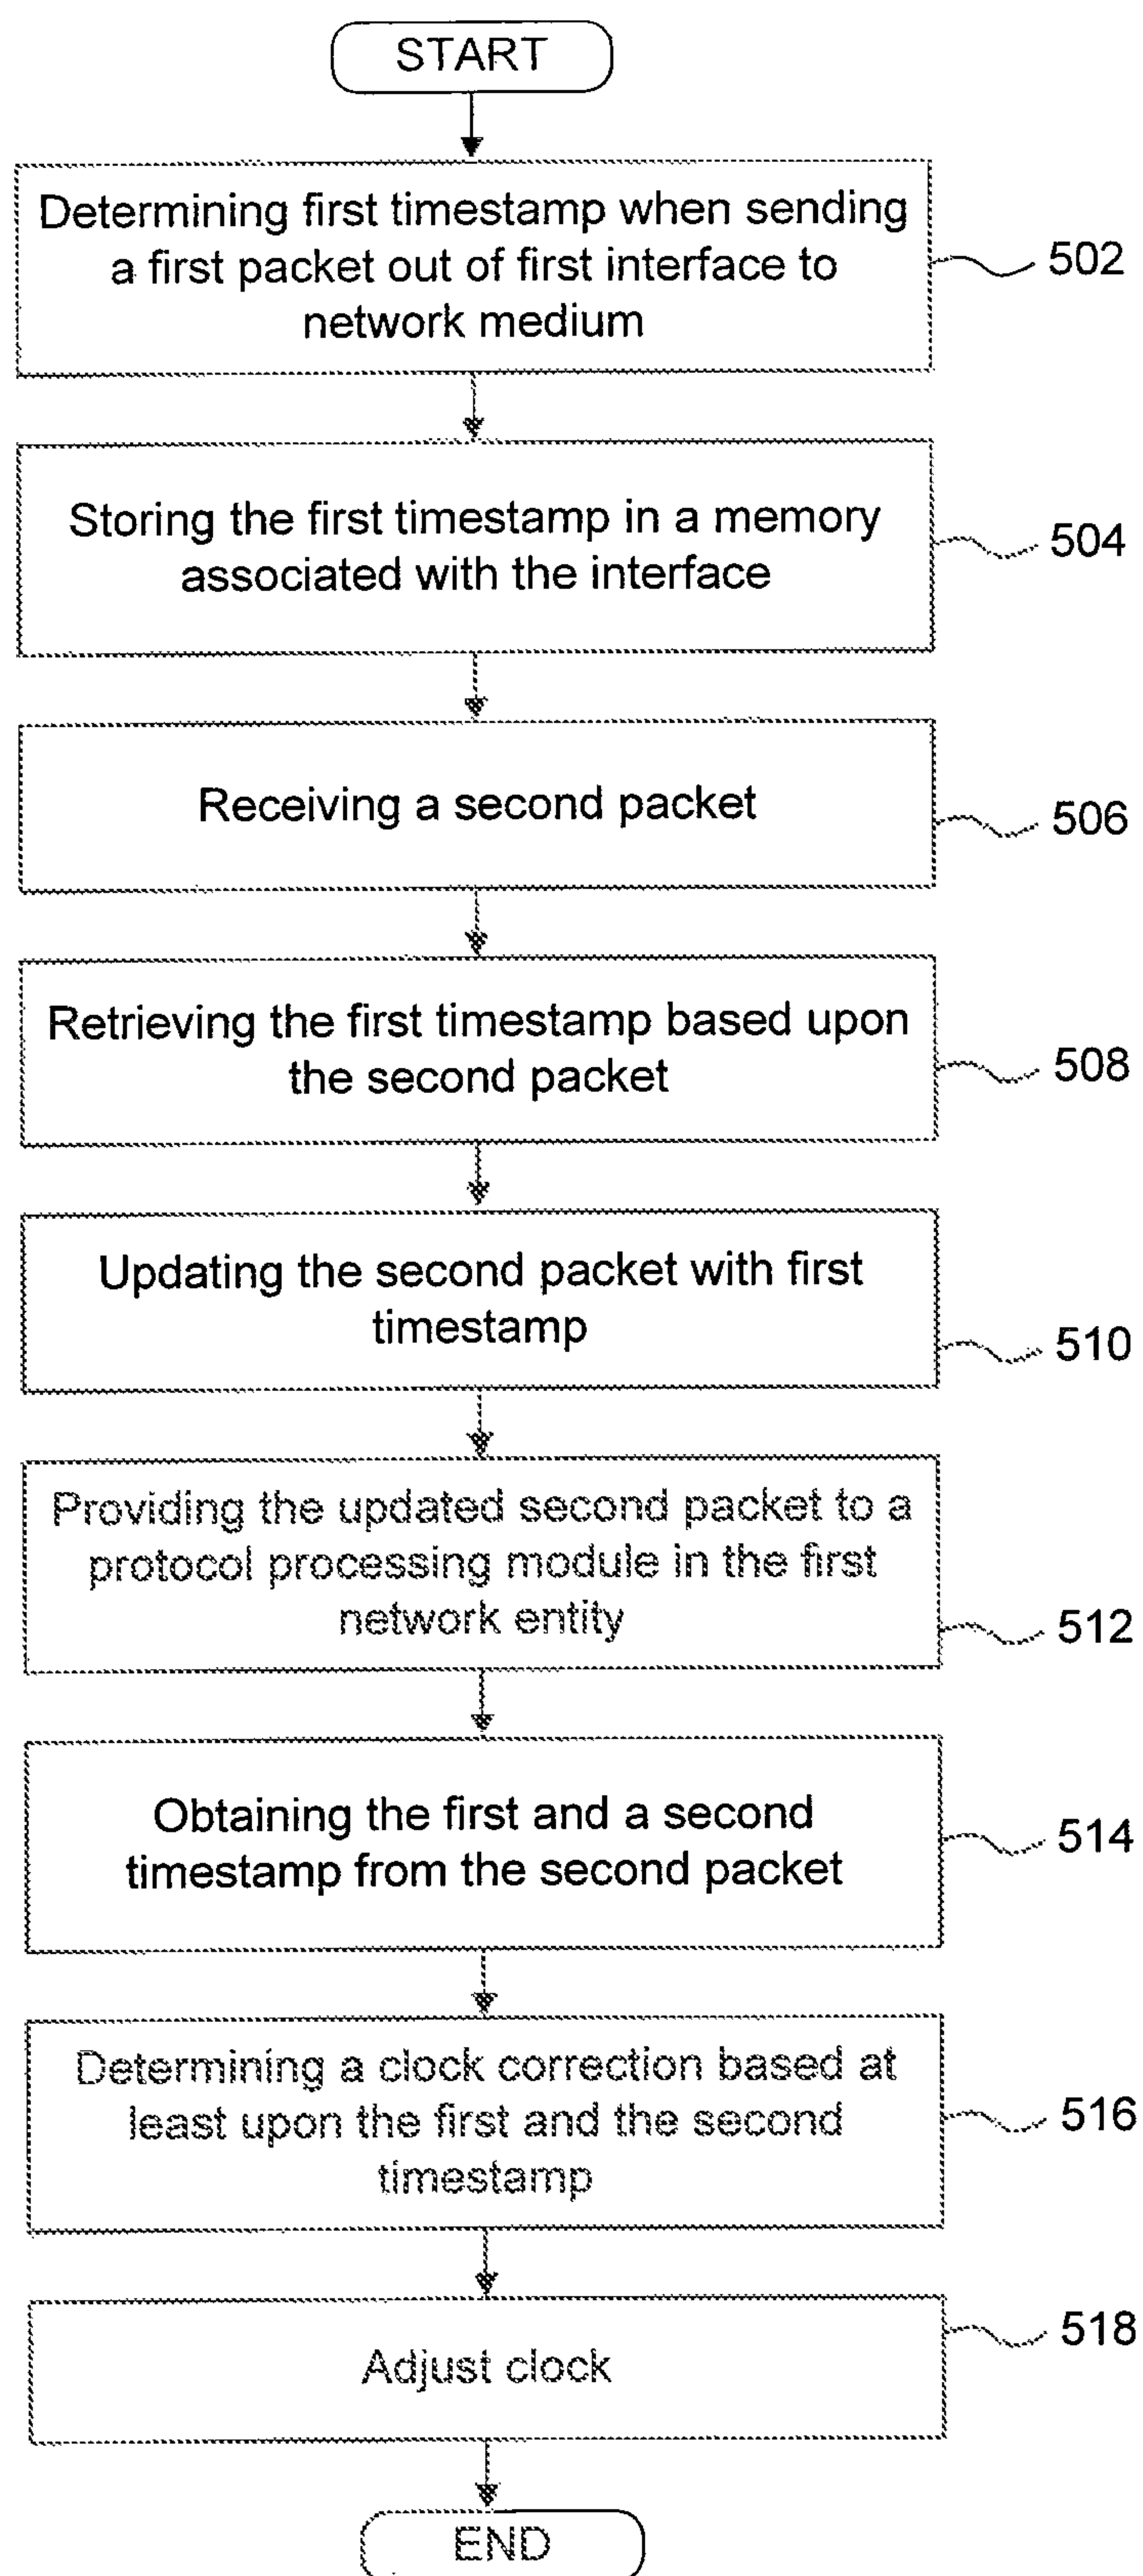 START
Determining first timestamp when sending
a first packet out of first interface to
network medium
502
Storing the first timestamp in a memory
associated with the interface
504
Receiving a second packet
506
Retrieving the first timestamp based upon
the second packet
508
Updating the second packet with first
timestamp
510
Providing the updated second packet to a
protocol processing module in the first
network entity
512
Obtaining the first and a second
timestamp from the second packet
514
Determining a clock correction based at
least upon the first and the second
timestamp
516
Adjust clock
518
END